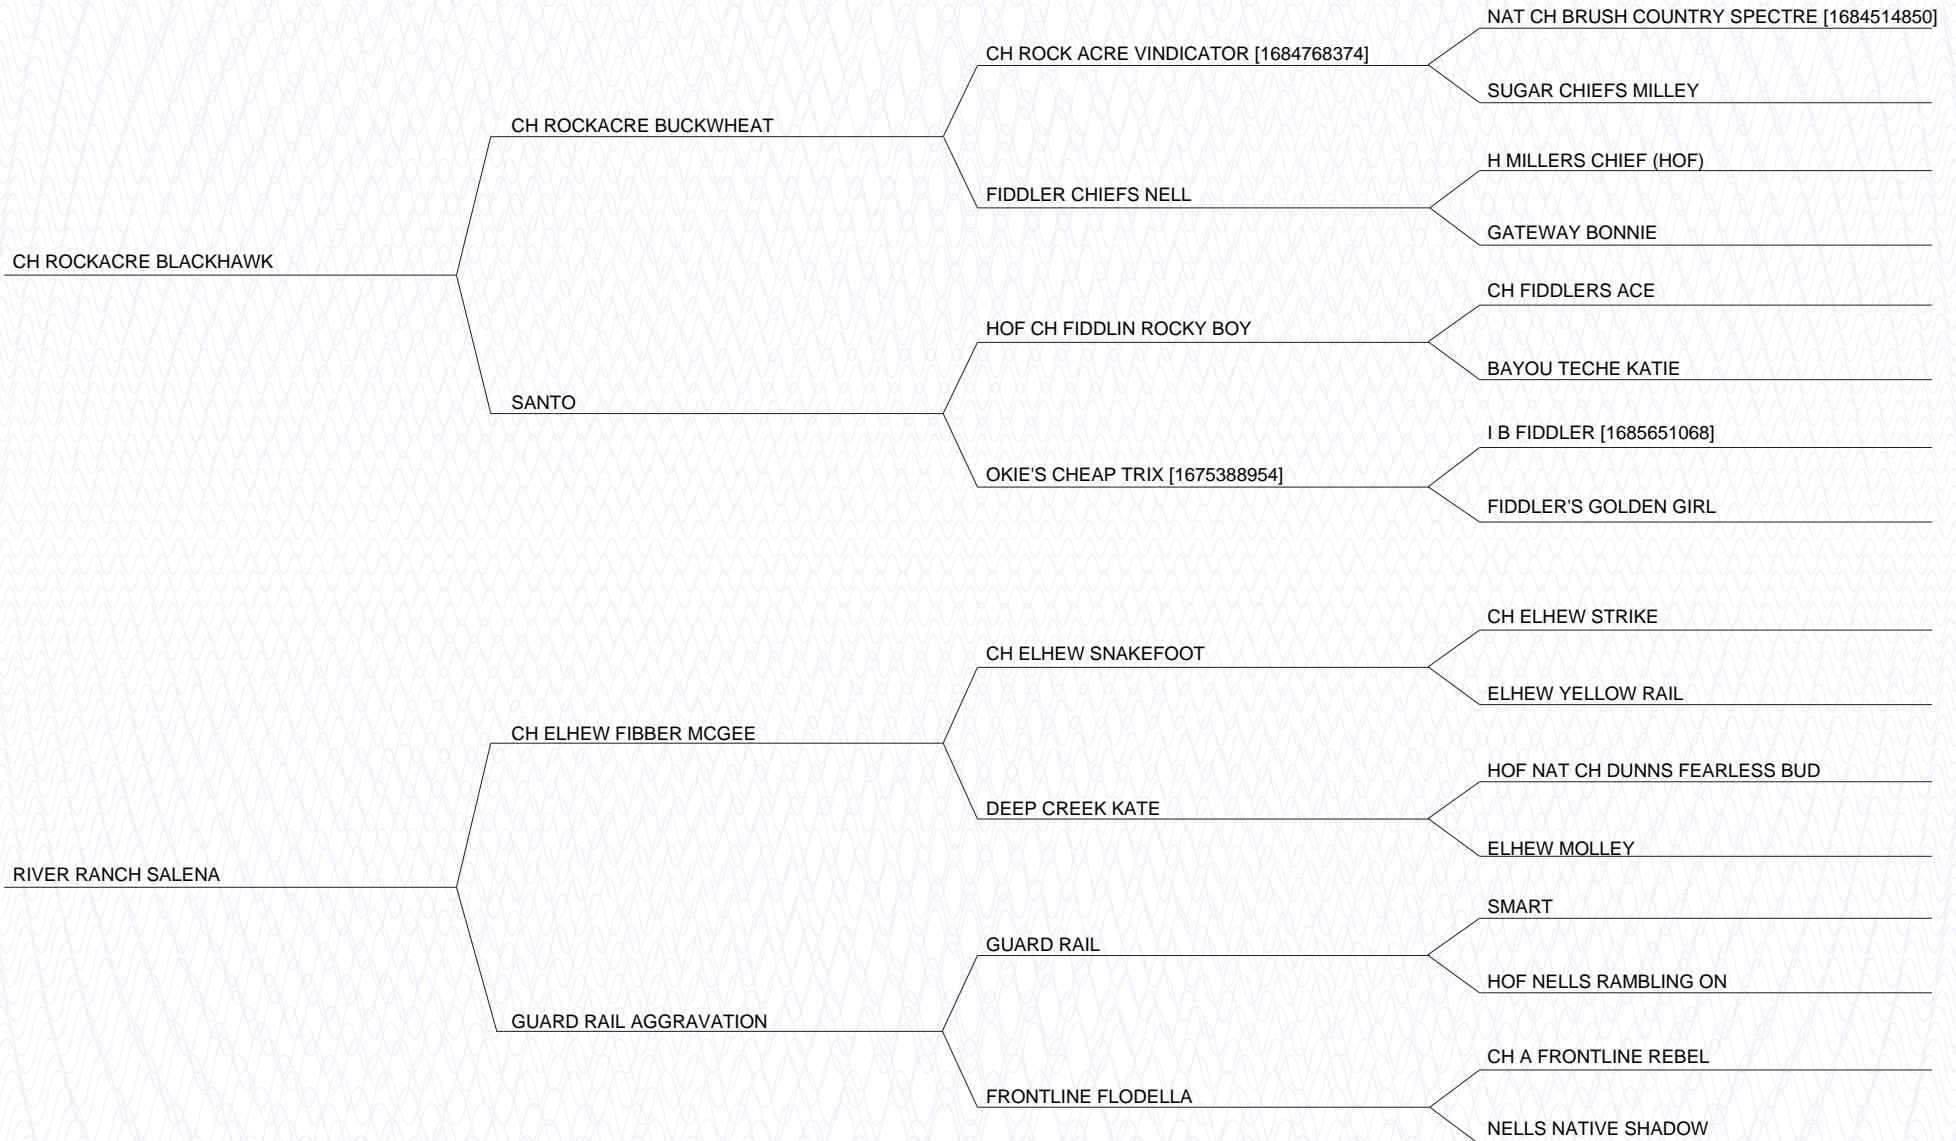 NAT CH BRUSH COUNTRY SPECTRE [1684514850]
CH ROCK ACRE VINDICATOR [1684768374]
SUGAR CHIEFS MILLEY
CH ROCKACRE BUCKWHEAT
H MILLERS CHIEF (HOF)
FIDDLER CHIEFS NELL
GATEWAY BONNIE
CH ROCKACRE BLACKHAWK
CH FIDDLERS ACE
HOF CH FIDDLIN ROCKY BOY
BAYOU TECHE KATIE
SANTO
I B FIDDLER [1685651068]
OKIE'S CHEAP TRIX [1675388954]
FIDDLER'S GOLDEN GIRL
CH ELHEW STRIKE
CH ELHEW SNAKEFOOT
ELHEW YELLOW RAIL
CH ELHEW FIBBER MCGEE
HOF NAT CH DUNNS FEARLESS BUD
DEEP CREEK KATE
ELHEW MOLLEY
RIVER RANCH SALENA
SMART
GUARD RAIL
HOF NELLS RAMBLING ON
GUARD RAIL AGGRAVATION
CH A FRONTLINE REBEL
FRONTLINE FLODELLA
NELLS NATIVE SHADOW